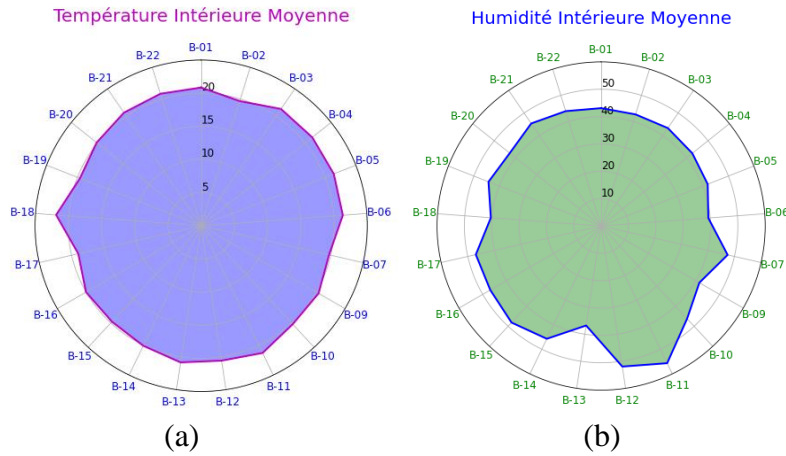 Température Intérieure Moyenne
B-01
B-22
B-02
B-21
B-03
B-20
B-04
B-19
B-05
B-18
B-06
B-17
B-07
B-16
B-09
B-15
B-10
B-14
B-11
B-13
B-12
20
15
10
5
(a)
Humidité Intérieure Moyenne
B-01
B-22
B-02
B-21
B-03
B-20
B-04
B-19
B-05
B-18
B-06
B-17
B-07
B-16
B-09
B-15
B-10
B-14
B-11
B-13
B-12
50
40
30
20
10
(b)